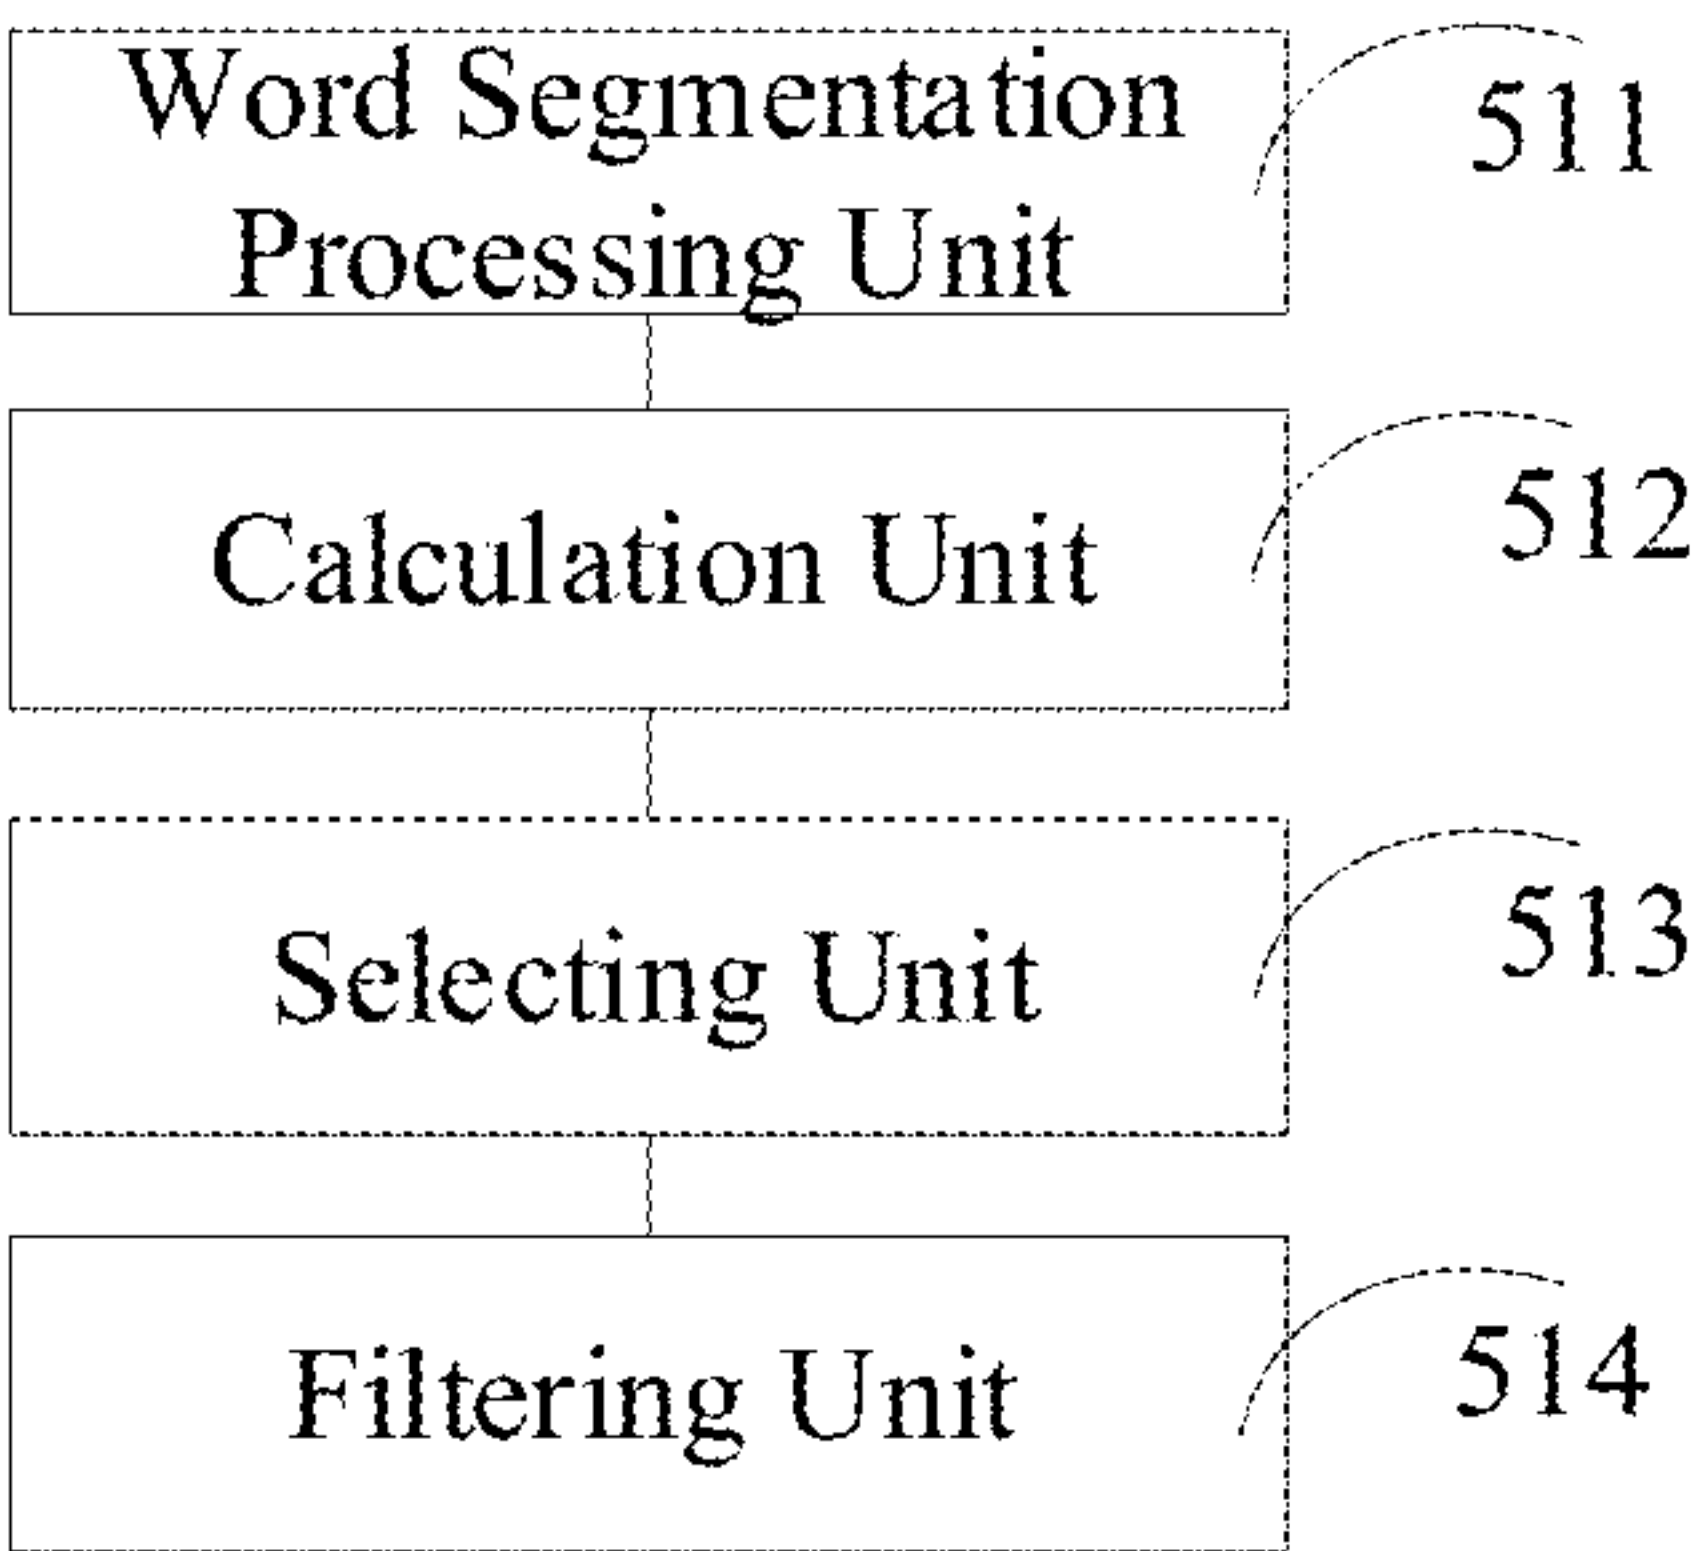 Word Segmentation
Processing Unit
511
Calculation Unit
512
Selecting Unit
513
Filtering Unit
514